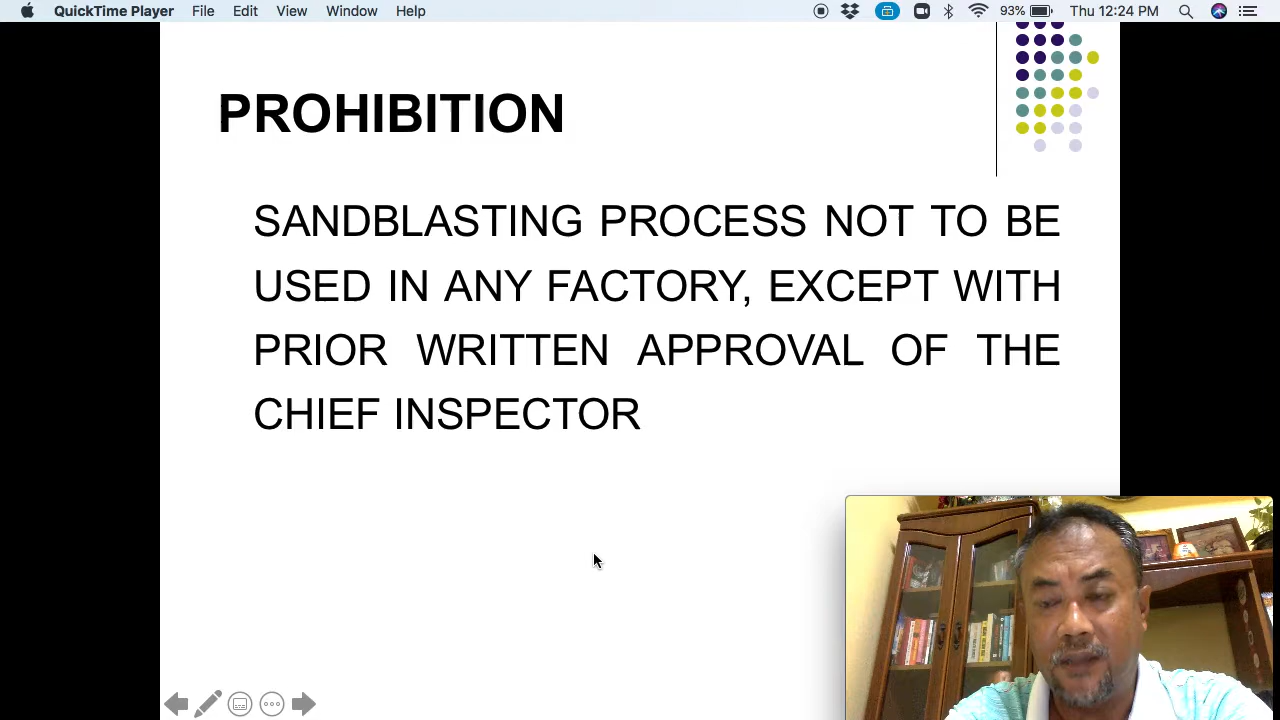 QuickTime Player File Edit View Window Help 93% Thu 12:24 PM
PROHIBITION
SANDBLASTING PROCESS NOT TO BE
USED IN ANY FACTORY, EXCEPT WITH
PRIOR WRITTEN APPROVAL OF THE
CHIEF INSPECTOR